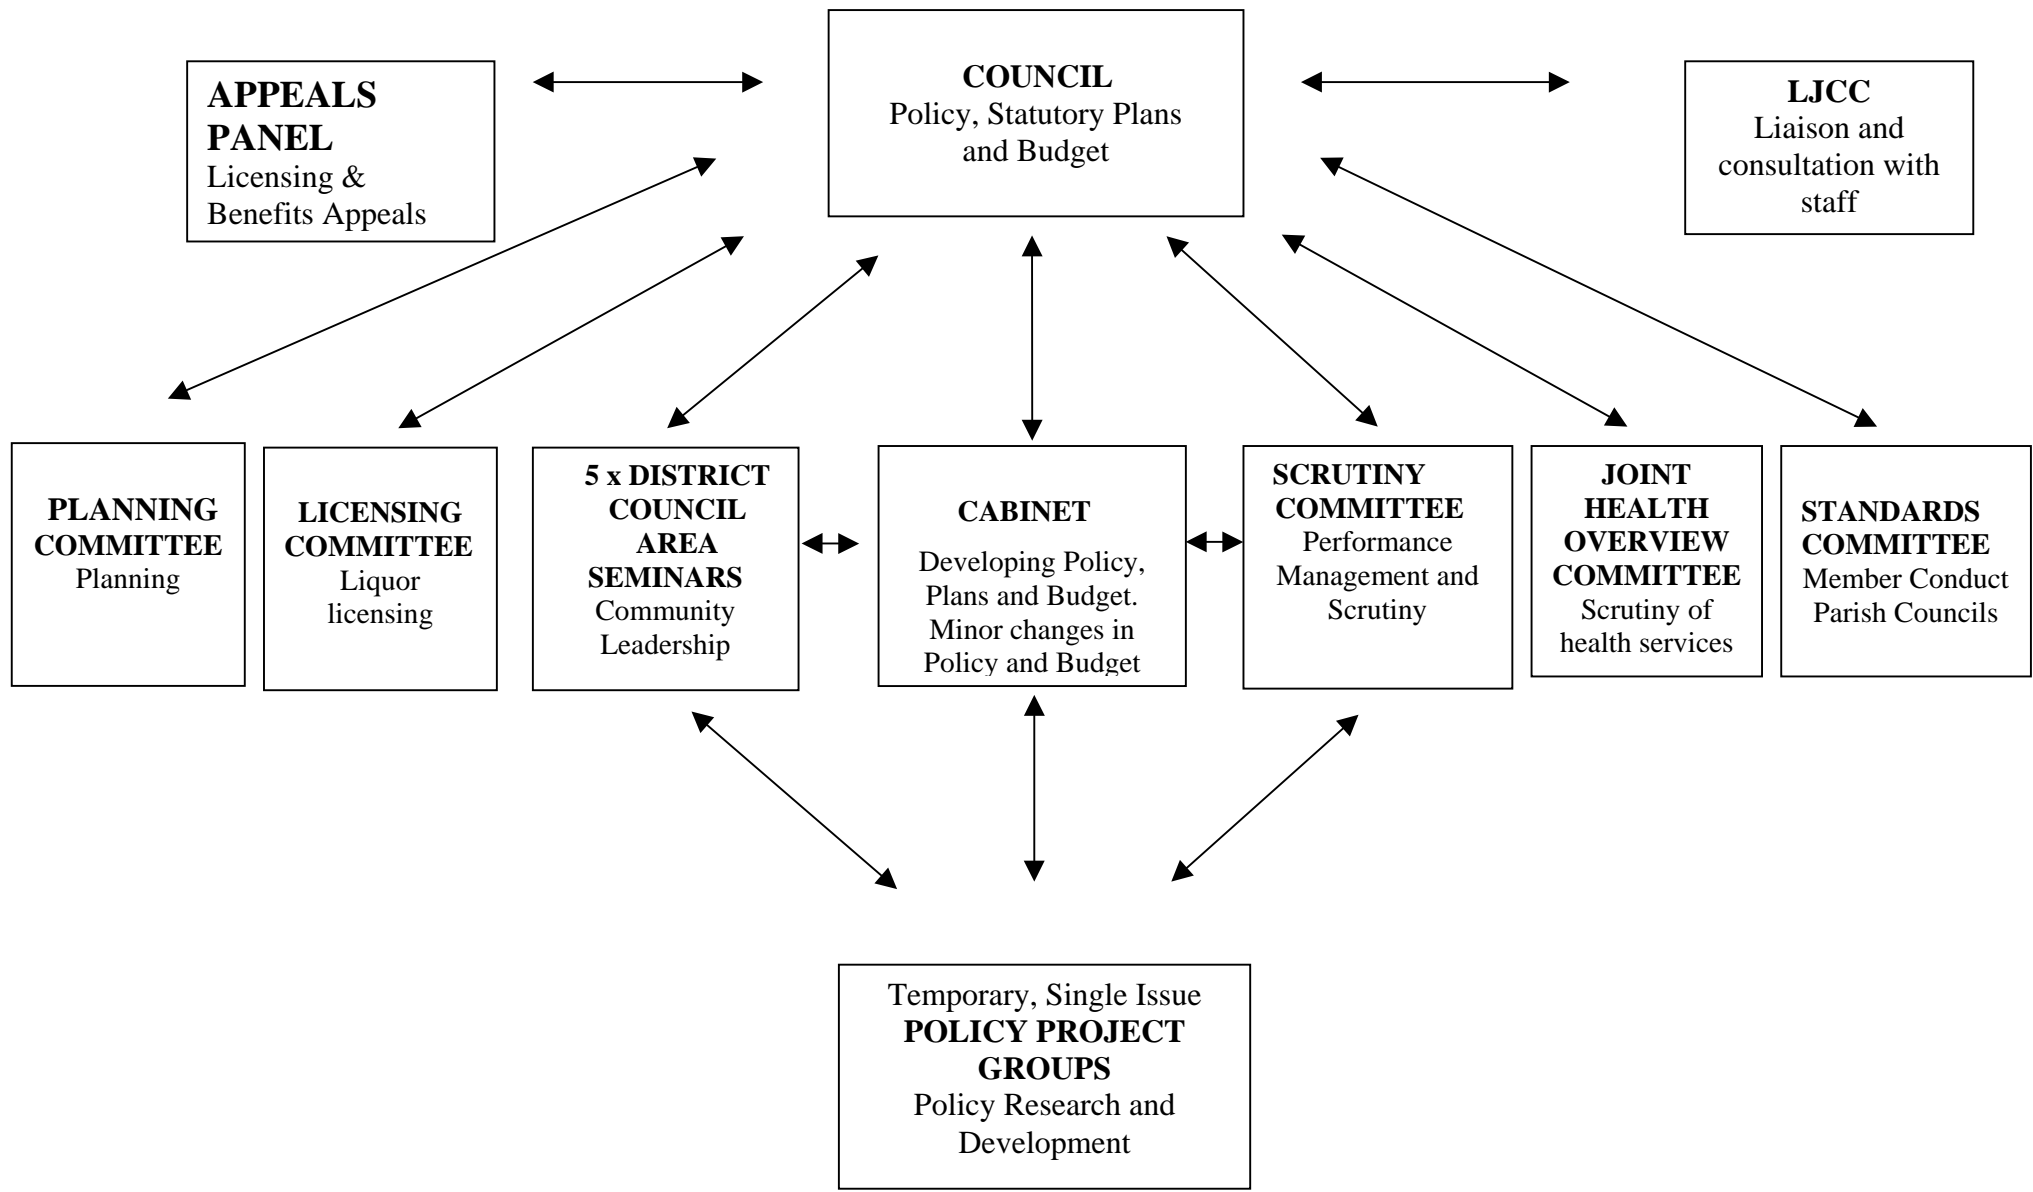 COUNCIL
Policy, Statutory Plans
and Budget
APPEALS
PANEL
Licensing &
Benefits Appeals
LJCC
Liaison and
consultation with
staff
PLANNING
COMMITTEE
Planning
LICENSING
COMMITTEE
Liquor
licensing
5 x DISTRICT
COUNCIL
AREA
SEMINARS
Community
Leadership
CABINET
Developing Policy,
Plans and Budget.
Minor changes in
Policy and Budget
SCRUTINY
COMMITTEE
Performance
Management and
Scrutiny
JOINT
HEALTH
OVERVIEW
COMMITTEE
Scrutiny of
health services
STANDARDS
COMMITTEE
Member Conduct
Parish Councils
Temporary, Single Issue
POLICY PROJECT
GROUPS
Policy Research and
Development